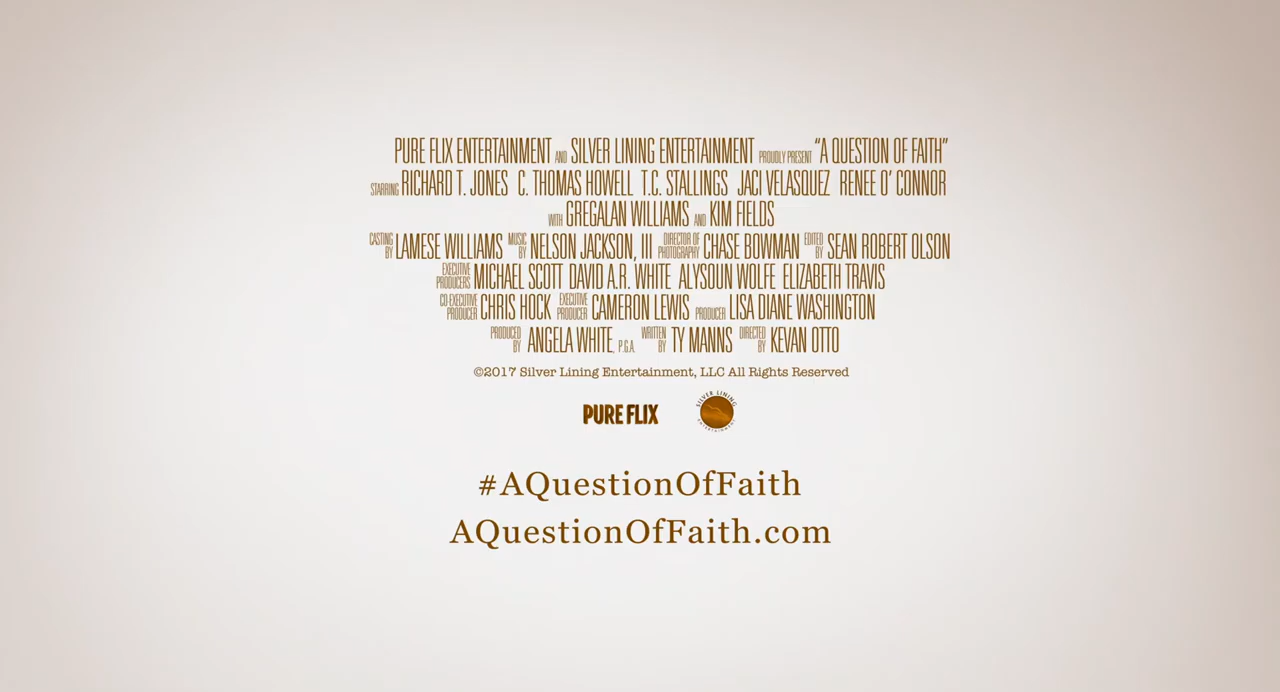 PURE FLIX ENTERTAINMENT AND SILVER LINING ENTERTAINMENT PROUDLY PRESENT "A QUESTION OF FAITH"
STARRING RICHARD T. JONES C. THOMAS HOWELL T.C. STALLINGS JACI VELASQUEZ RENEE O' CONNOR
WITH GREGALAN WILLIAMS AND KIM FIELDS
CASTING BY LAMESE WILLIAMS MUSIC BY NELSON JACKSON, III DIRECTOR OF PHOTOGRAPHY CHASE BOWMAN EDITED BY SEAN ROBERT OLSON
EXECUTIVE PRODUCERS MICHAEL SCOTT DAVID A.R. WHITE ALYSOUN WOLFE ELIZABETH TRAVIS
CO-EXECUTIVE PRODUCER CHRIS HOCK EXECUTIVE PRODUCER CAMERON LEWIS PRODUCER LISA DIANE WASHINGTON
PRODUCED BY ANGELA WHITE, P.G.A. WRITTEN BY TY MANNS DIRECTED BY KEVAN OTTO
©2017 Silver Lining Entertainment, LLC All Rights Reserved
PURE FLIX SILVER LINING ENTERTAINMENT
#AQuestionOfFaith
AQuestionOfFaith.com